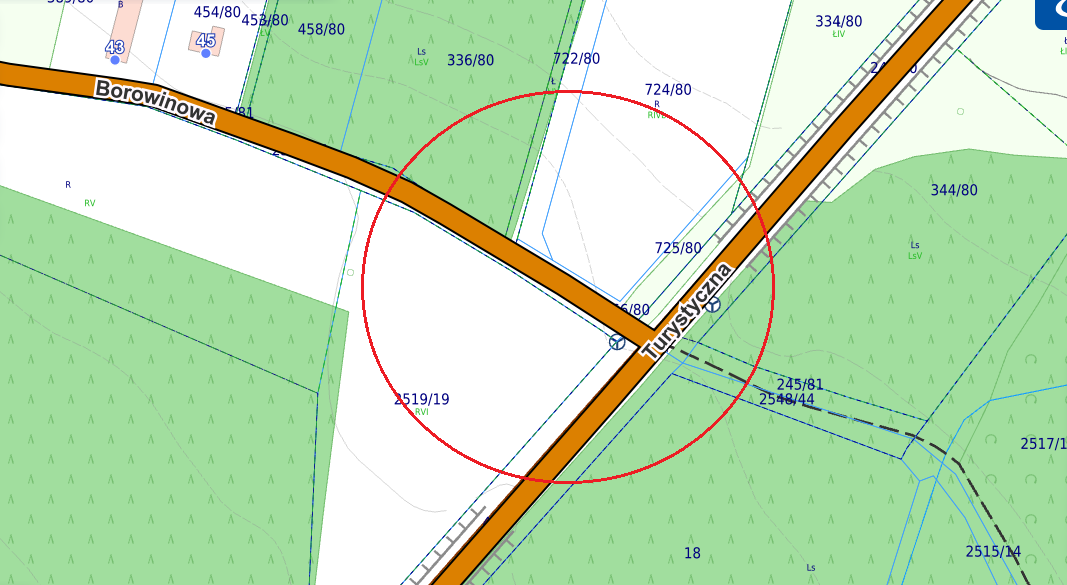 B
454/80
453/80
458/80
334/80
ŁIV
43
45
Ls
LsV
336/80
722/80
Ł
724/80
R
Borowinowa
R
RV
344/80
Ls
LsV
725/80
Turystyczna
2519/19
RVI
245/81
2548/44
2517/1
18
2515/14
Ls